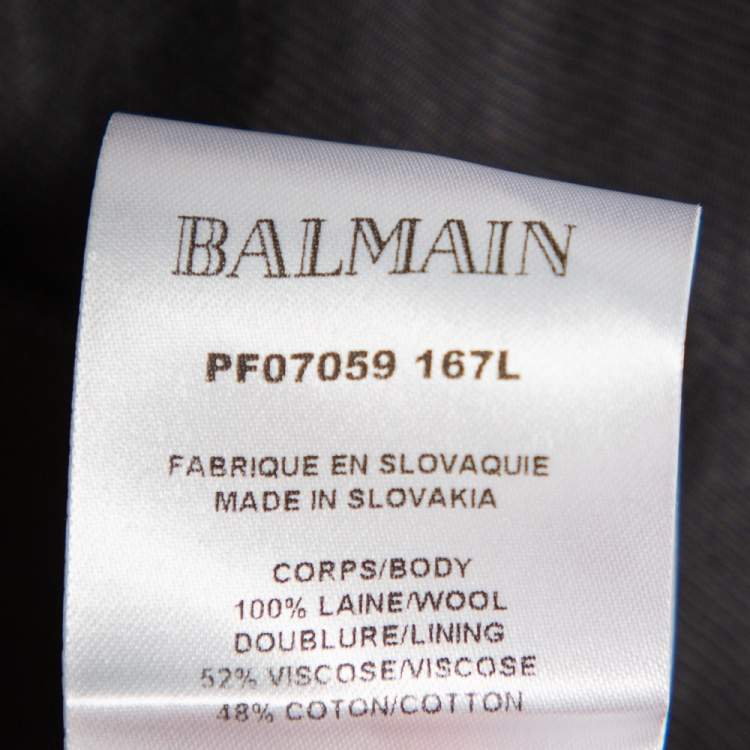 BALMAIN
PF07059 167L
FABRIQUE EN SLOVAQUIE
MADE IN SLOVAKIA
CORPS/BODY
100% LAINE/WOOL
DOUBLURE/LINING
52% VISCOSE/VISCOSE
48% COTON/COTTON